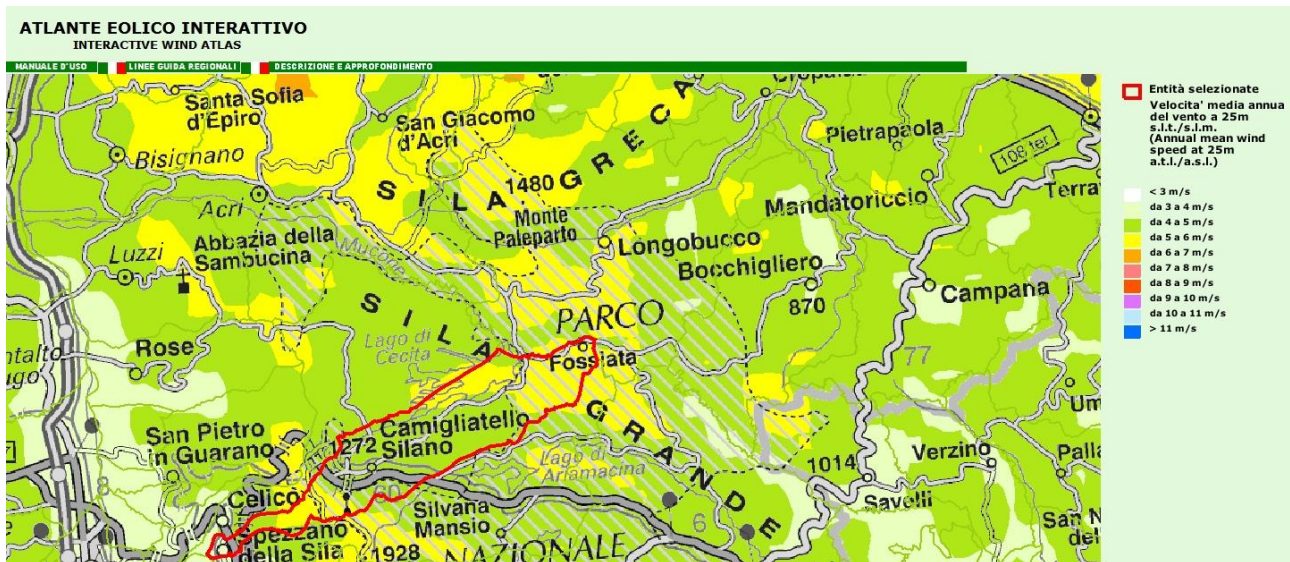 ATLANTE EOLICO INTERATTIVO
INTERACTIVE WIND ATLAS
MANUALE D'USO
LINEE GUIDA REGIONALI
DESCRIZIONE E APPROFONDIMENTO
Entità selezionate
Velocita' media annua
del vento a 25m
s.l.t./s.l.m.
(Annual mean wind
speed at 25m
a.t.l./a.s.l.)
< 3 m/s
da 3 a 4 m/s
da 4 a 5 m/s
da 5 a 6 m/s
da 6 a 7 m/s
da 7 a 8 m/s
da 8 a 9 m/s
da 9 a 10 m/s
da 10 a 11 m/s
> 11 m/s
Santa Sofia
d'Epiro
San Giacomo
d'Acri
Bisignano
Pietrapaola
108 ter.
SILA GRECA
1480
Acri
Monte
Paleparto
Mandatoriccio
Terra
Luzzi
Abbazia della
Sambucina
Mucone
Longobucco
Bocchigliero
870
Campana
SILA
PARCO
Lago di
Cecita
Rose
Fossiata
77
GRANDE
San Pietro
in Guarano
Camigliatello
Silano
1272
Lago di
Ariamacina
1014
Verzino
Savelli
8
Celico
Spezzano
della Sila
Silvana
Mansio
6
1928
NAZIONALE